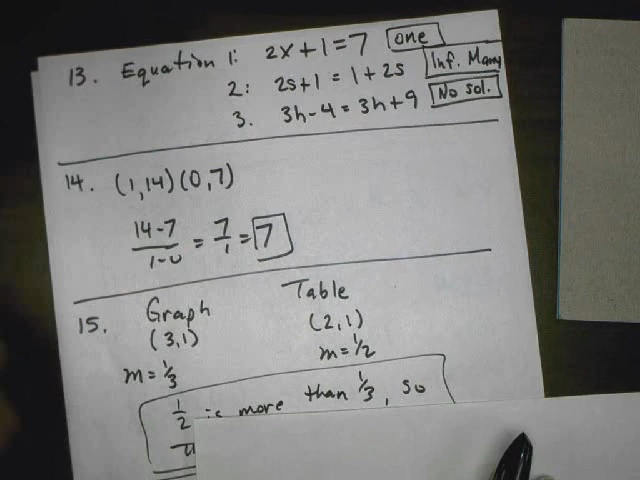 13. Equation 1: 2x+1=7 one
2: 2s+1 = 1+2s Inf. Many
3. 3h-4=3h+9 No sol.
14. (1,14)(0,7)
14-7/1-0 = 7/1 = 7
15. Graph Table
(3,1) (2,1)
m=1/3 m=1/2
1/2 is more than 1/3, so